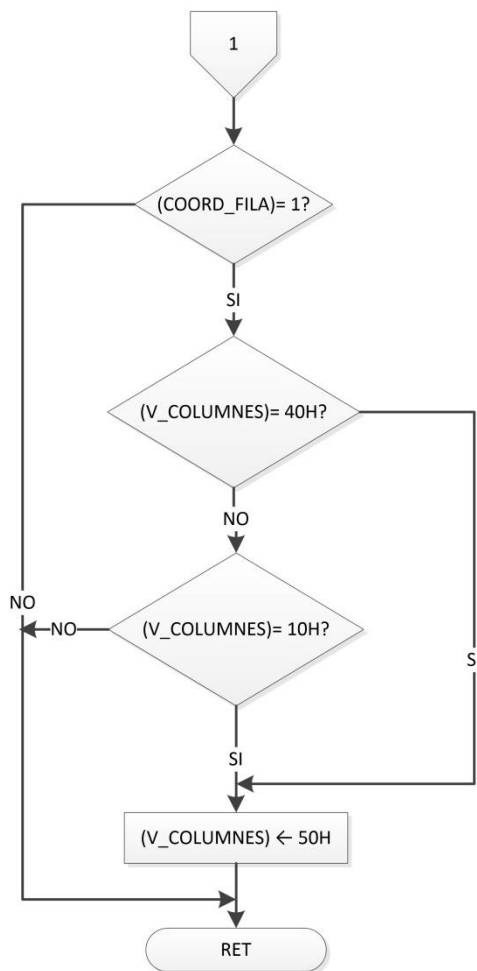 1
(COORD_FILA)= 1?
SI
(V_COLUMNES)= 40H?
NO
(V_COLUMNES)= 10H?
NO
NO
S
SI
(V_COLUMNES) ← 50H
RET